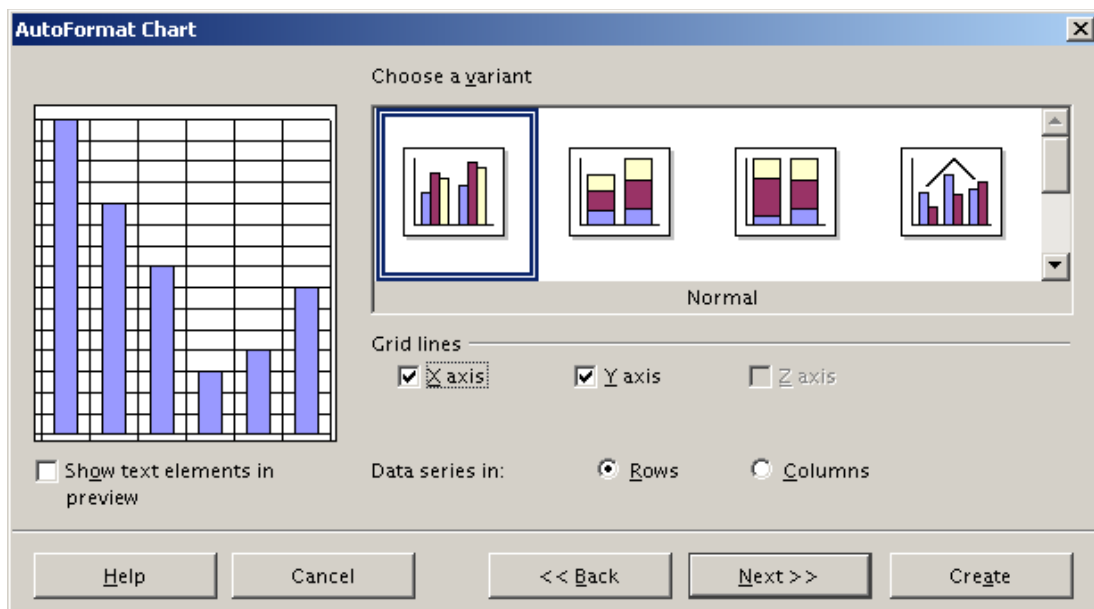 AutoFormat Chart
Choose a variant
Normal
Grid lines
X axis
Y axis
Z axis
Show text elements in
preview
Data series in:
Rows
Columns
Help
Cancel
<< Back
Next >>
Create